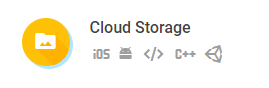 Cloud Storage
iOS </> C++